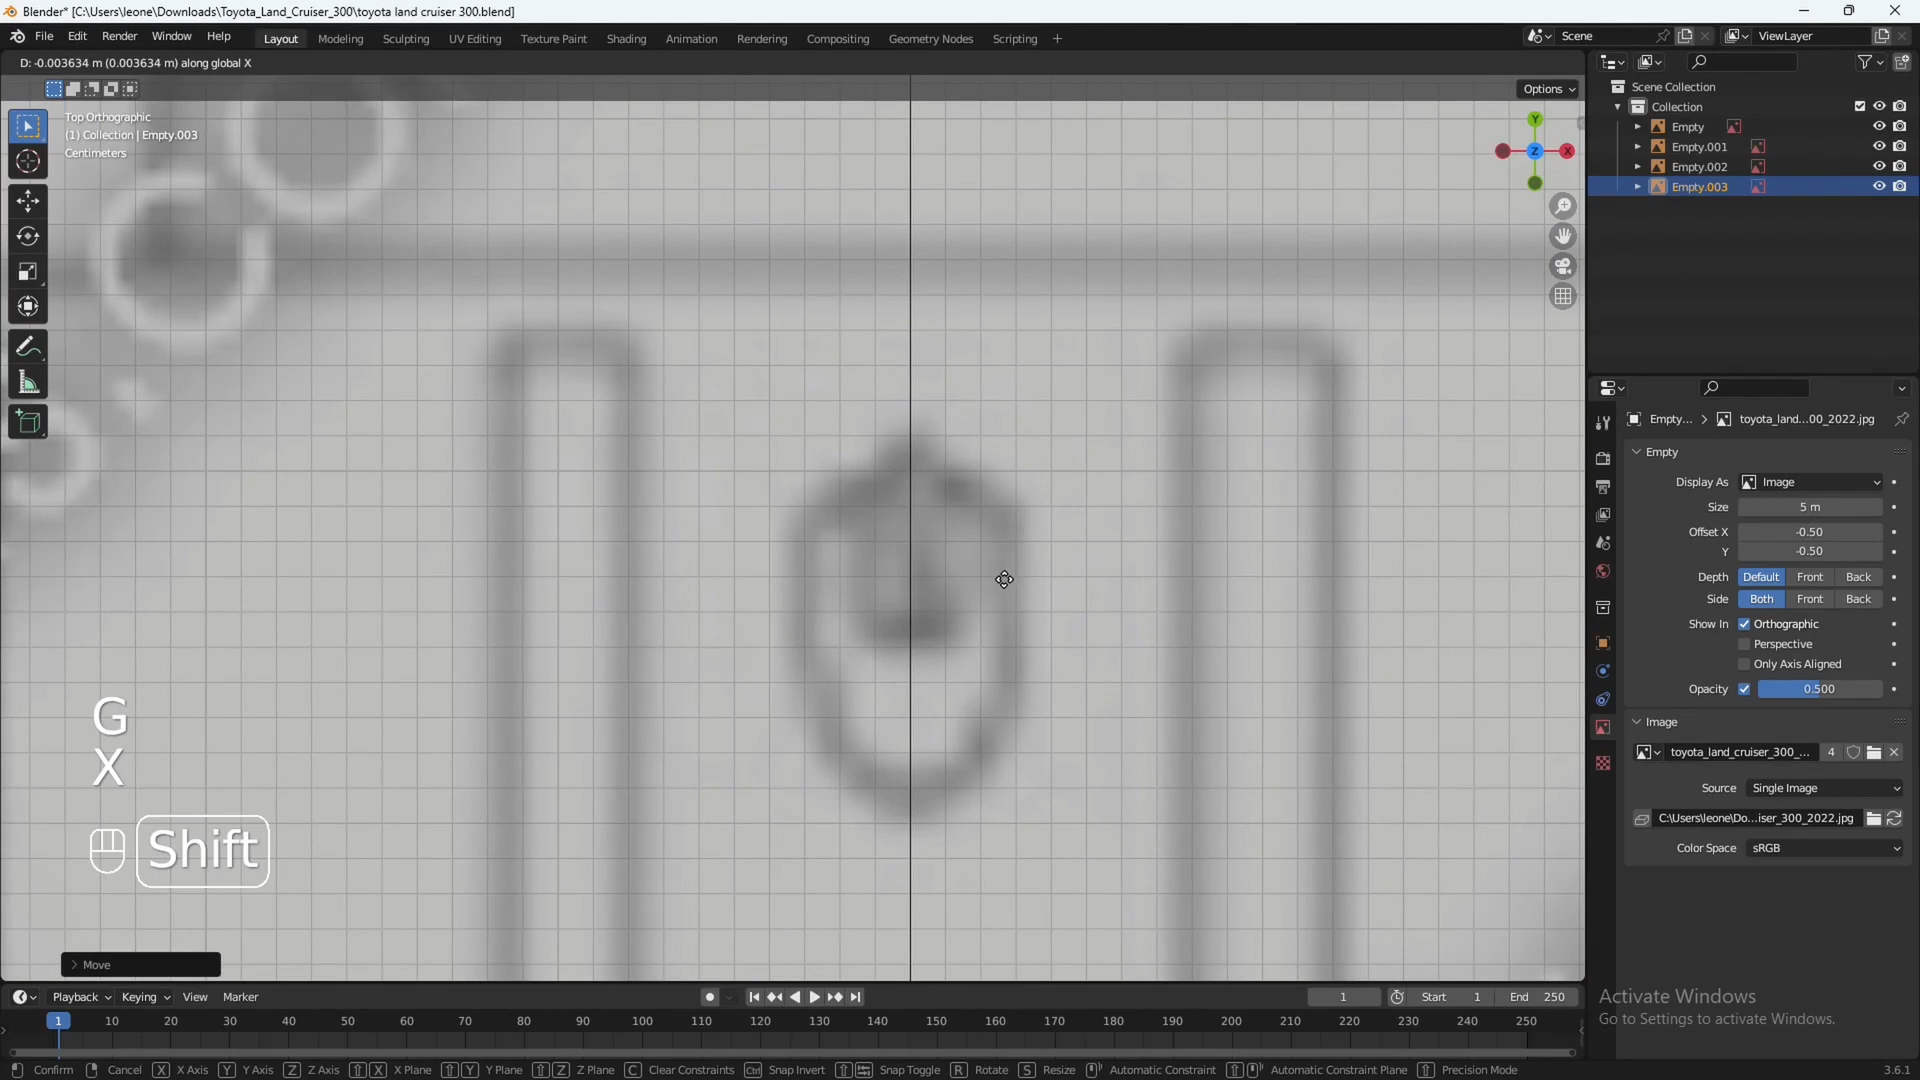 Blender* [C:\Users\leone\Downloads\Toyota_Land_Cruiser_300\toyota land cruiser 300.blend]
File Edit Render Window Help Layout Modeling Sculpting UV Editing Texture Paint Shading Animation Rendering Compositing Geometry Nodes Scripting + Scene ViewLayer
D: -0.003634 m (0.003634 m) along global X
Options
Top Orthographic
(1) Collection | Empty.003
Centimeters
Y
Z
X
Scene Collection
Collection
Empty
Empty.001
Empty.002
Empty.003
Empty... toyota_land...00_2022.jpg
Empty
Display As Image
Size 5 m
Offset X -0.50
Y -0.50
Depth Default Front Back
Side Both Front Back
Show In Orthographic
Perspective
Only Axis Aligned
Opacity 0.500
Image
toyota_land_cruiser_300_... 4
Source Single Image
C:\Users\leone\Do...iser_300_2022.jpg
Color Space sRGB
G
X
Shift
Move
Playback Keying View Marker 1 Start 1 End 250
1 10 20 30 40 50 60 70 80 90 100 110 120 130 140 150 160 170 180 190 200 210 220 230 240 250
Activate Windows
Go to Settings to activate Windows.
Confirm Cancel X X Axis Y Y Axis Z Z Axis X X Plane Y Y Plane Z Z Plane C Clear Constraints Ctrl Snap Invert Snap Toggle R Rotate S Resize Automatic Constraint Automatic Constraint Plane Precision Mode 3.6.1